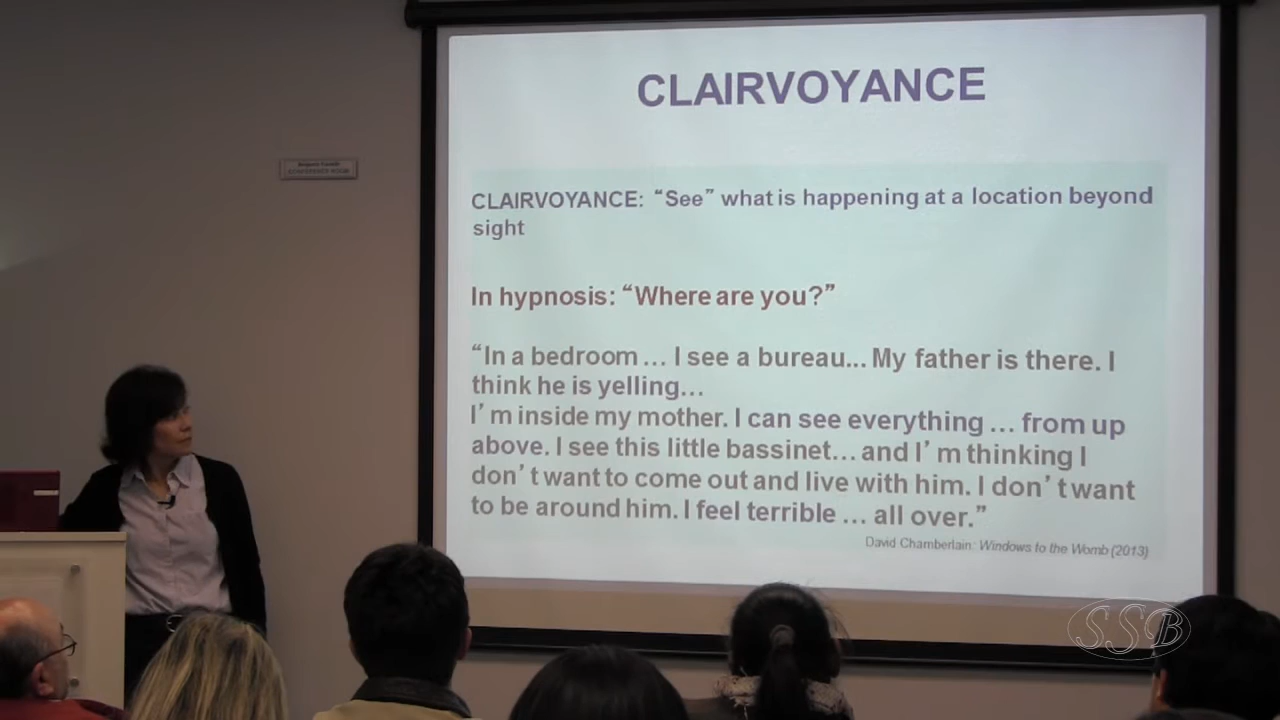 CLAIRVOYANCE
CLAIRVOYANCE: “See” what is happening at a location beyond
sight
In hypnosis: “Where are you?”
“In a bedroom … I see a bureau... My father is there. I
think he is yelling…
I’m inside my mother. I can see everything … from up
above. I see this little bassinet… and I’m thinking I
don’t want to come out and live with him. I don’t want
to be around him. I feel terrible … all over.”
David Chamberlain: Windows to the Womb (2013)
CONFERENCE ROOM
SSB